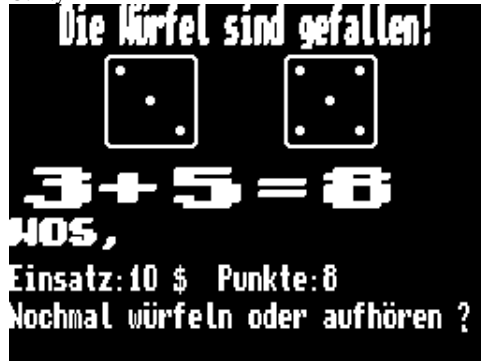 Die Würfel sind gefallen!
3+5=8
WOS,
Einsatz:10 $ Punkte:8
Nochmal würfeln oder aufhören ?